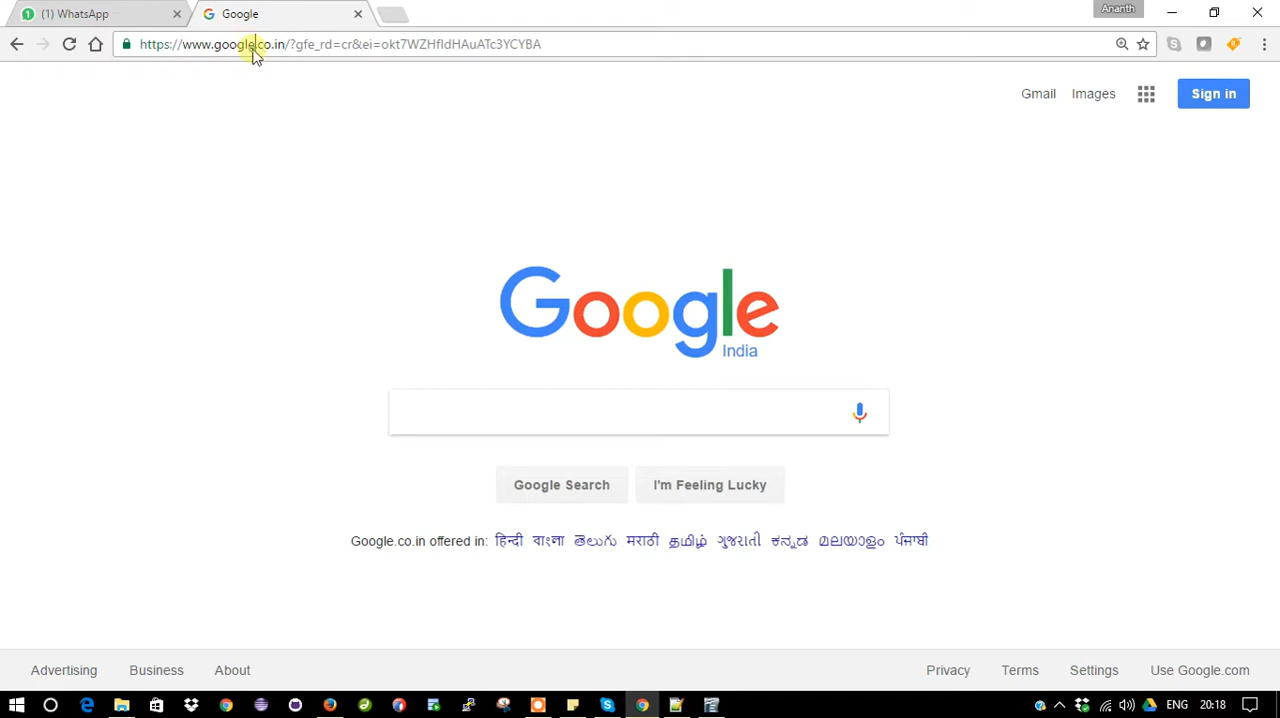 (1) WhatsApp
Google
Ananth
https://www.google.co.in/?gfe_rd=cr&ei=okt7WZHfIdHAuATc3YCYBA
Gmail Images Sign in
Google
India
Google Search I'm Feeling Lucky
Google.co.in offered in: हिन्दी বাংলা తెలుగు मराठी தமிழ் ગુજરાતી ಕನ್ನಡ മലയാളം ਪੰਜਾਬੀ
Advertising Business About Privacy Terms Settings Use Google.com
ENG 20:18